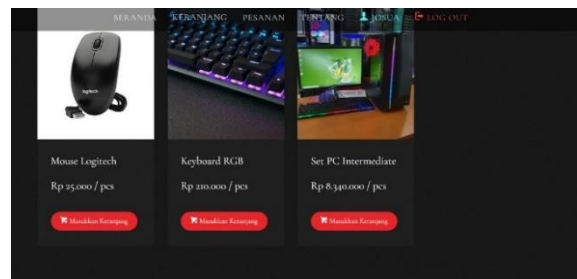 BERANDA KERANJANG PESANAN TENTANG JOSUA LOG OUT
logitech
Mouse Logitech Keyboard RGB Set PC Intermediate
Rp 25.000 / pcs Rp 210.000 / pcs Rp 8.340.000 / pcs
Masukkan Keranjang Masukkan Keranjang Masukkan Keranjang